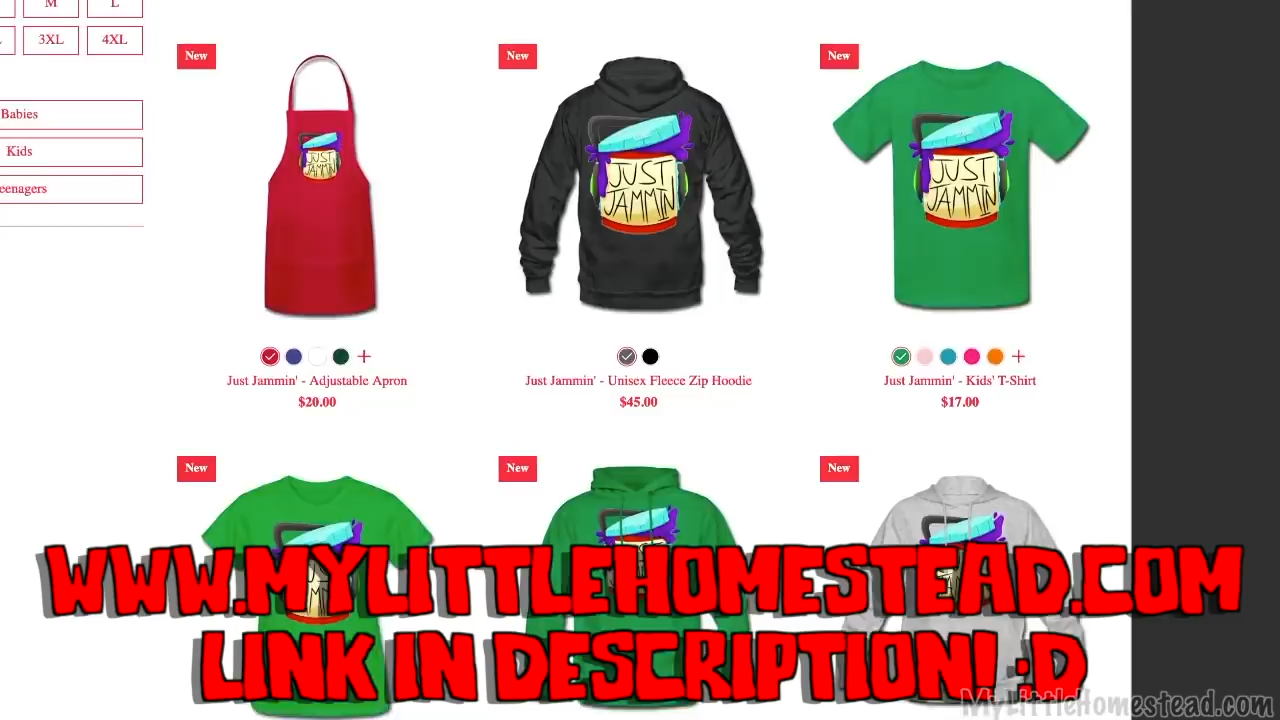 M
L
3XL
4XL
Babies
Kids
eenagers
New
New
New
JUST
JAMMIN
JUST
JAMMIN
JUST
JAMMIN
Just Jammin' - Adjustable Apron
$20.00
Just Jammin' - Unisex Fleece Zip Hoodie
$45.00
Just Jammin' - Kids' T-Shirt
$17.00
New
New
New
WWW.MYLITTLEHOMESTEAD.COM
LINK IN DESCRIPTION! :D
MyLittleHomestead.com